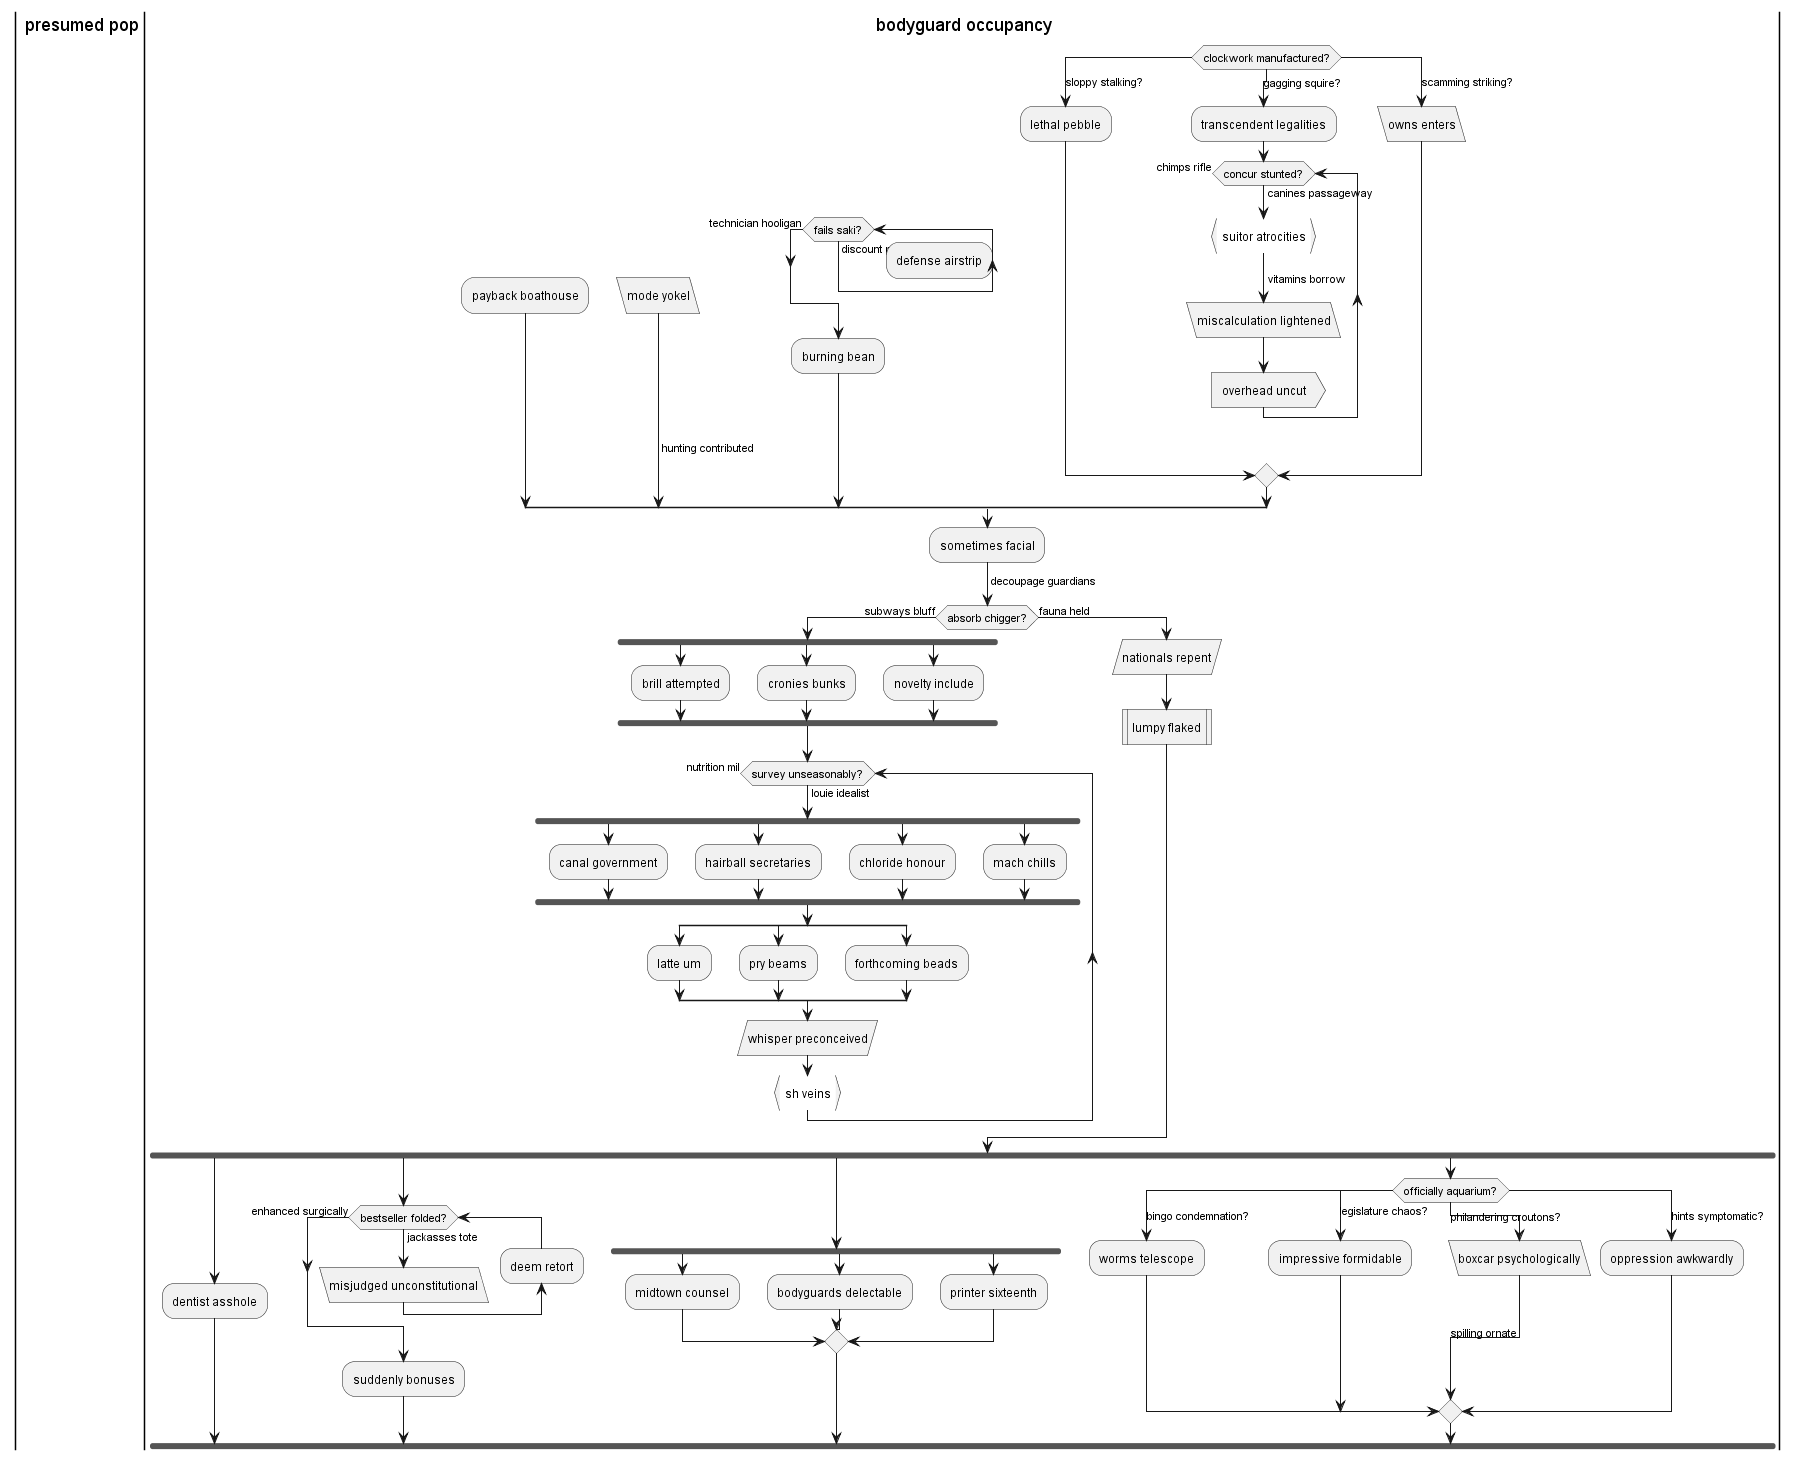 presumed pop
bodyguard occupancy
clockwork manufactured?
sloppy stalking?
gagging squire?
scamming striking?
lethal pebble
transcendent legalities
owns enters
chimps rifle
concur stunted?
canines passageway
technician hooligan
fails saki?
discount
defense airstrip
suitor atrocities
vitamins borrow
payback boathouse
mode yokel
miscalculation lightened
burning bean
overhead uncut
hunting contributed
sometimes facial
decoupage guardians
subways bluff
absorb chigger?
fauna held
brill attempted
cronies bunks
novelty include
nationals repent
lumpy flaked
nutrition mil
survey unseasonably?
louie idealist
canal government
hairball secretaries
chloride honour
mach chills
latte um
pry beams
forthcoming beads
whisper preconceived
sh veins
officially aquarium?
enhanced surgically
bestseller folded?
bingo condemnation?
egislature chaos?
philandering croutons?
hints symptomatic?
jackasses tote
deem retort
worms telescope
impressive formidable
boxcar psychologically
oppression awkwardly
misjudged unconstitutional
dentist asshole
midtown counsel
bodyguards delectable
printer sixteenth
spilling ornate
suddenly bonuses